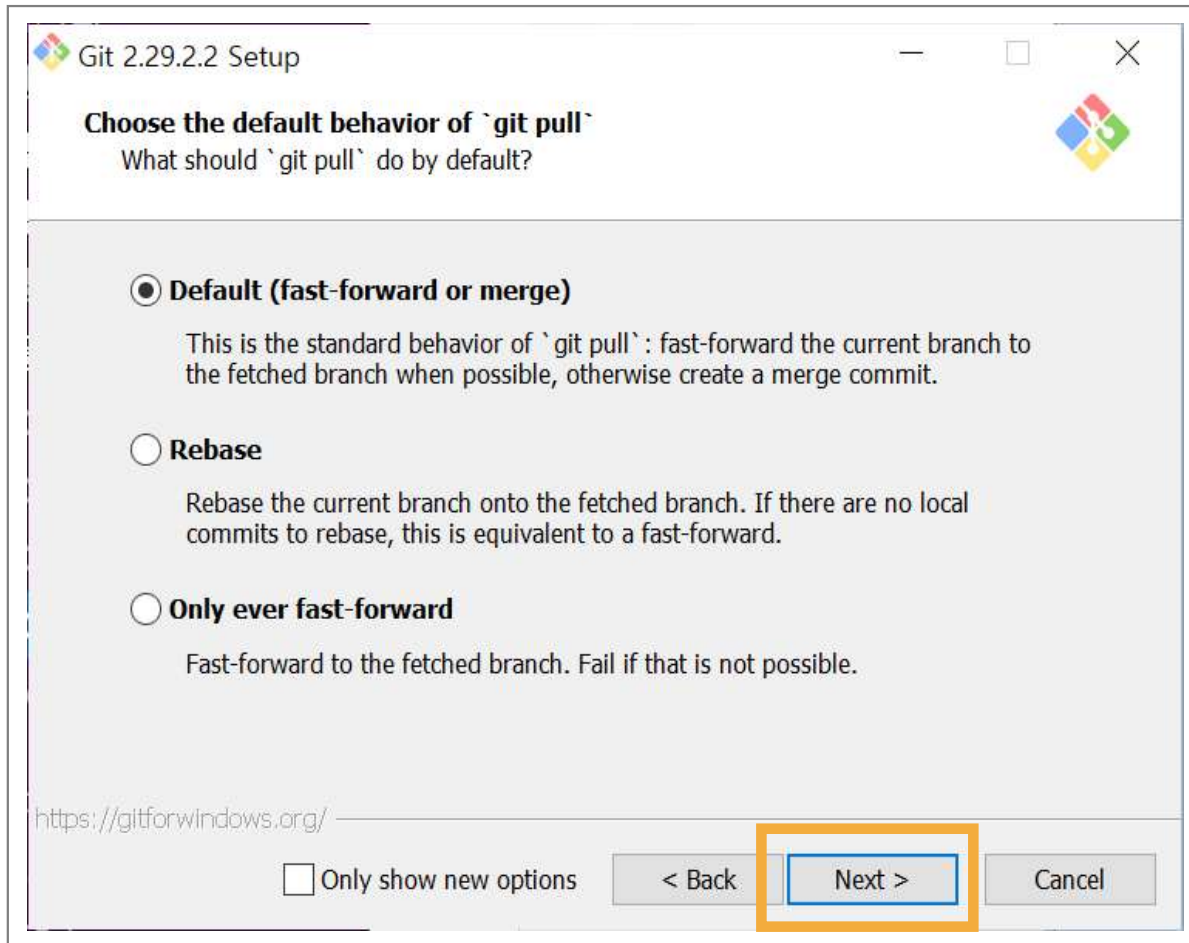 Git 2.29.2.2 Setup
Choose the default behavior of `git pull`
What should `git pull` do by default?
Default (fast-forward or merge)
This is the standard behavior of `git pull`: fast-forward the current branch to
the fetched branch when possible, otherwise create a merge commit.
Rebase
Rebase the current branch onto the fetched branch. If there are no local
commits to rebase, this is equivalent to a fast-forward.
Only ever fast-forward
Fast-forward to the fetched branch. Fail if that is not possible.
https://gitforwindows.org/
Only show new options < Back Next > Cancel